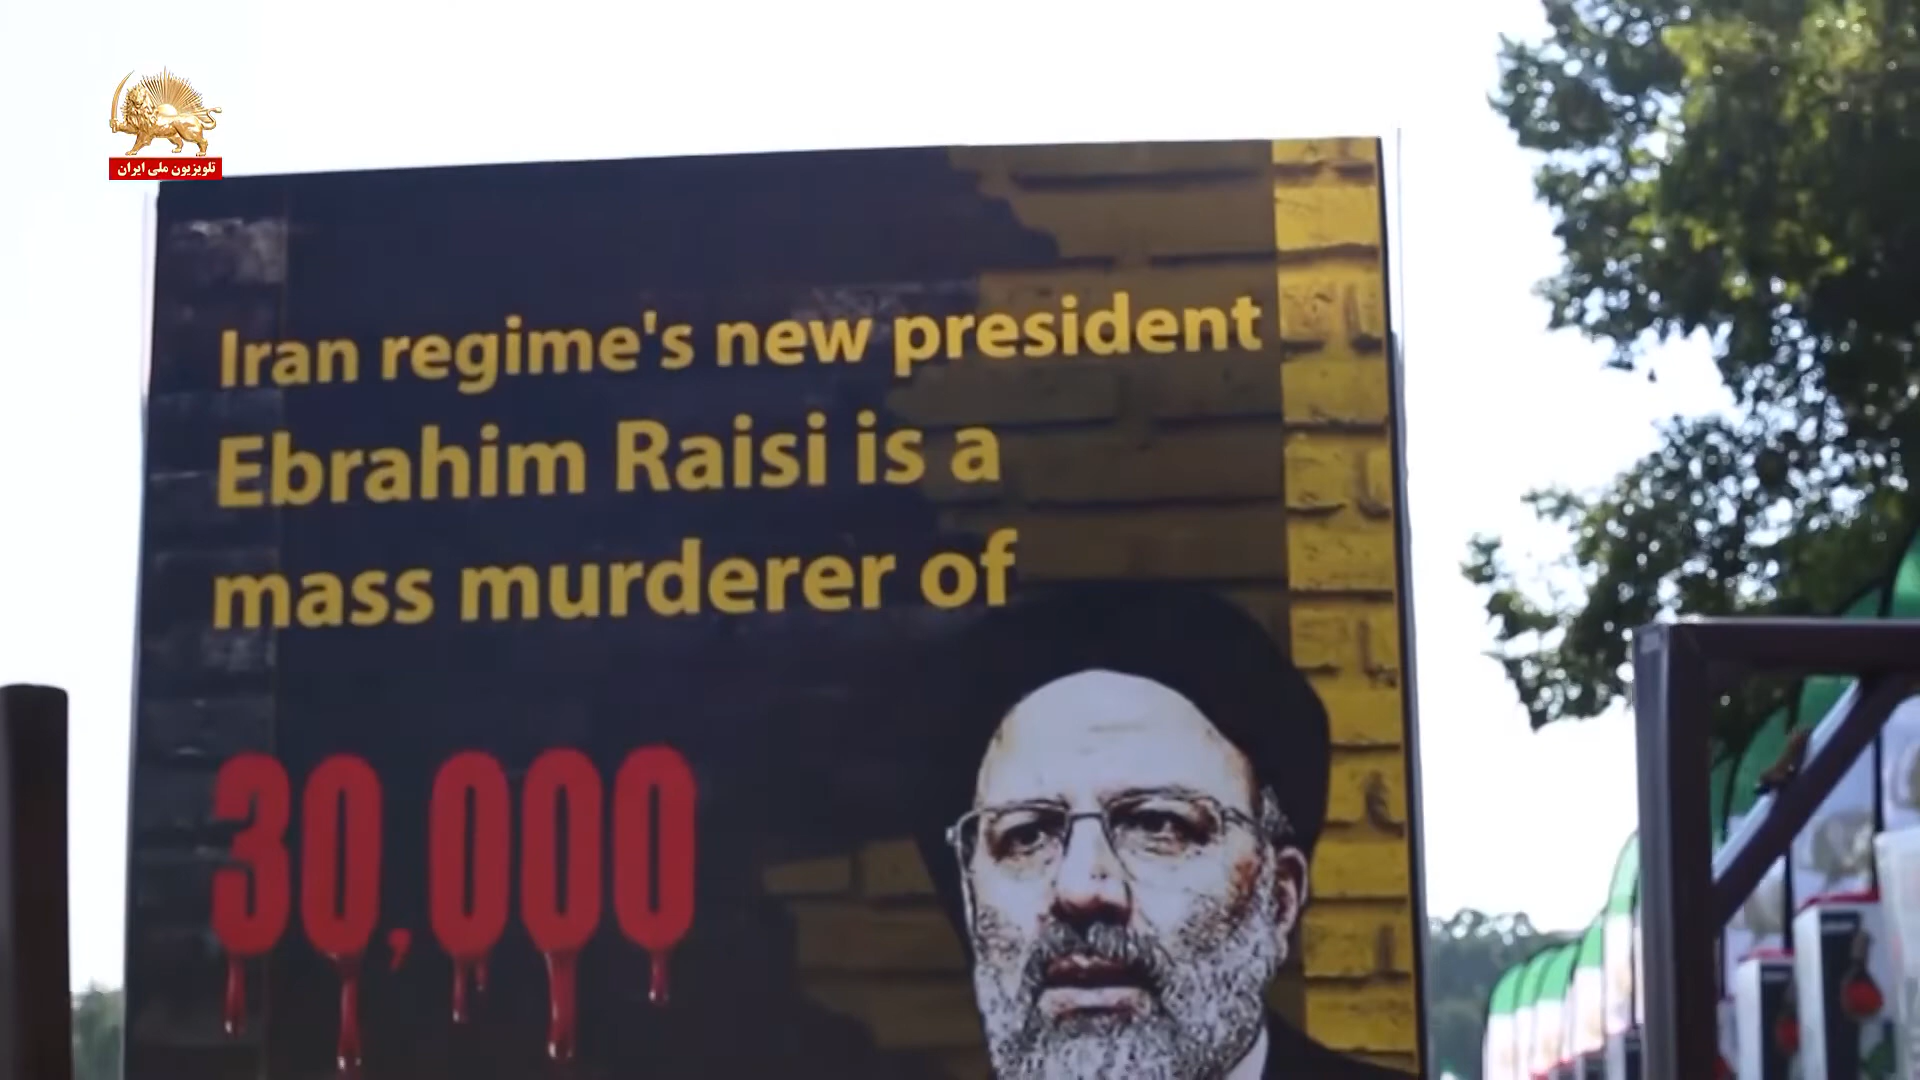 تلویزیون ملی ایران
Iran regime's new president
Ebrahim Raisi is a
mass murderer of
30,000